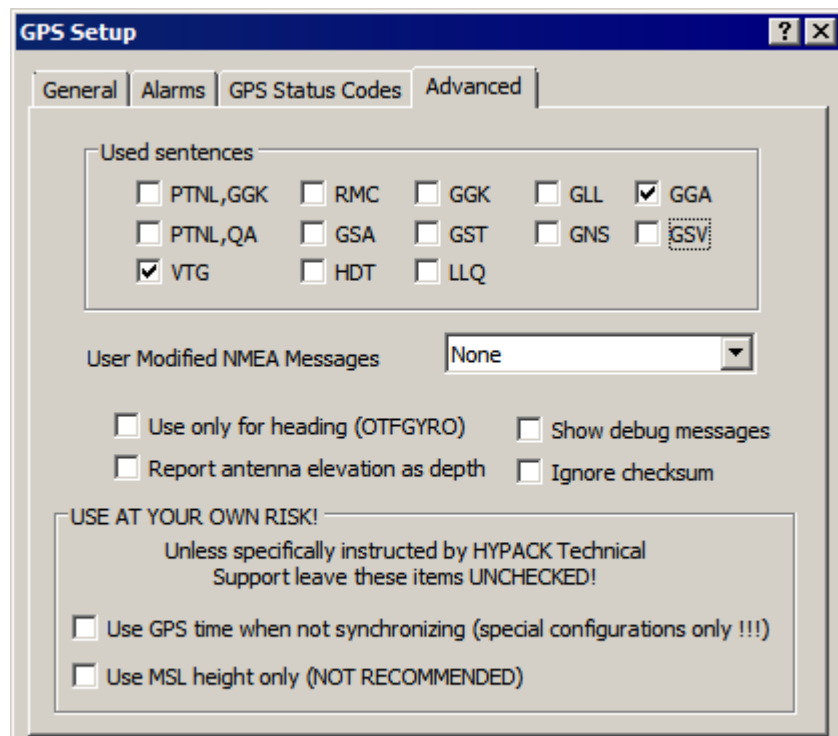 GPS Setup
General Alarms GPS Status Codes Advanced
Used sentences
PTNL,GGK RMC GGK GLL GGA
PTNL,QA GSA GST GNS GSV
VTG HDT LLQ
User Modified NMEA Messages None
Use only for heading (OTFGYRO) Show debug messages
Report antenna elevation as depth Ignore checksum
USE AT YOUR OWN RISK!
Unless specifically instructed by HYPACK Technical
Support leave these items UNCHECKED!
Use GPS time when not synchronizing (special configurations only !!!)
Use MSL height only (NOT RECOMMENDED)